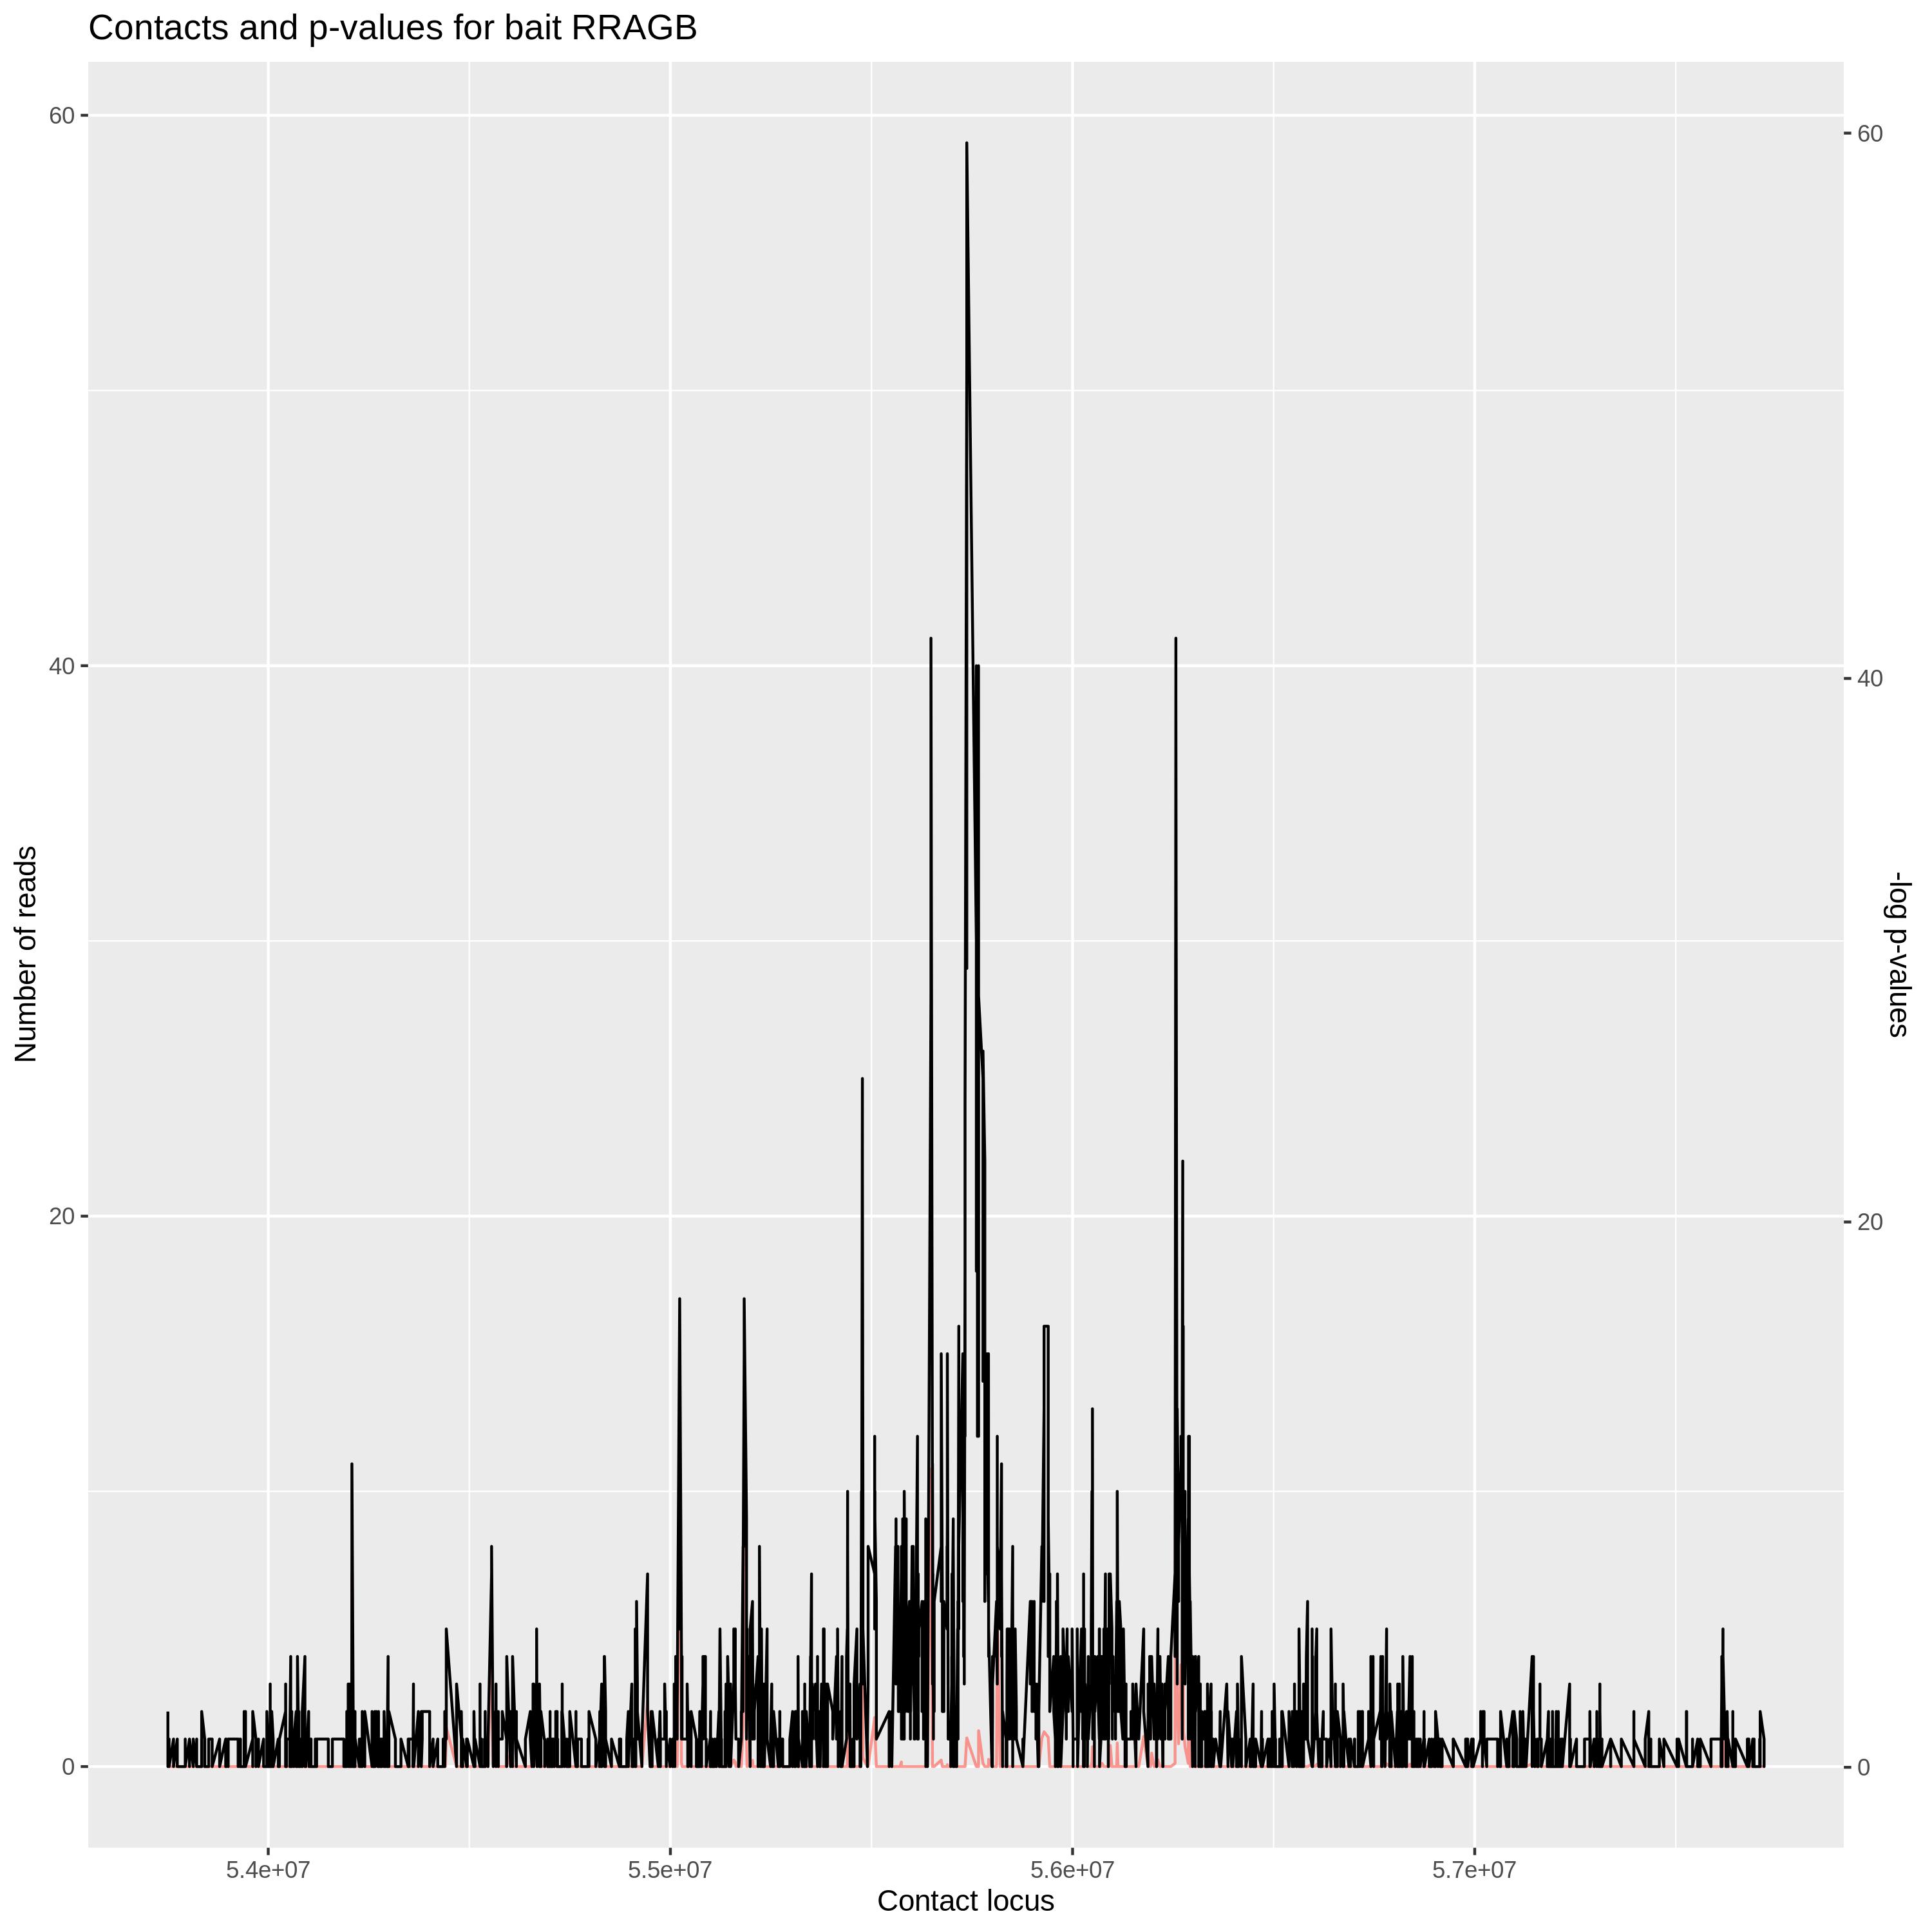 Contacts and p-values for bait RRAGB
60
40
20
0
Number of reads
60
40
20
0
-log p-values
5.4e+07
5.5e+07
5.6e+07
5.7e+07
Contact locus